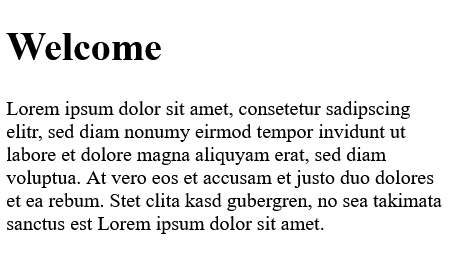 Welcome
Lorem ipsum dolor sit amet, consetetur sadipscing
elitr, sed diam nonumy eirmod tempor invidunt ut
labore et dolore magna aliquyam erat, sed diam
voluptua. At vero eos et accusam et justo duo dolores
et ea rebum. Stet clita kasd gubergren, no sea takimata
sanctus est Lorem ipsum dolor sit amet.